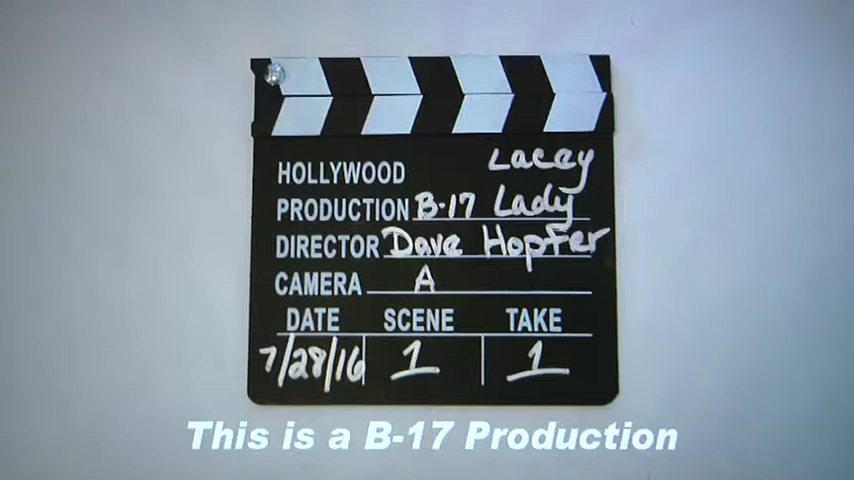 HOLLYWOOD Lacey
PRODUCTION B-17 Lady
DIRECTOR Dave Hopfer
CAMERA A
DATE SCENE TAKE
7/28/16 1 1
This is a B-17 Production